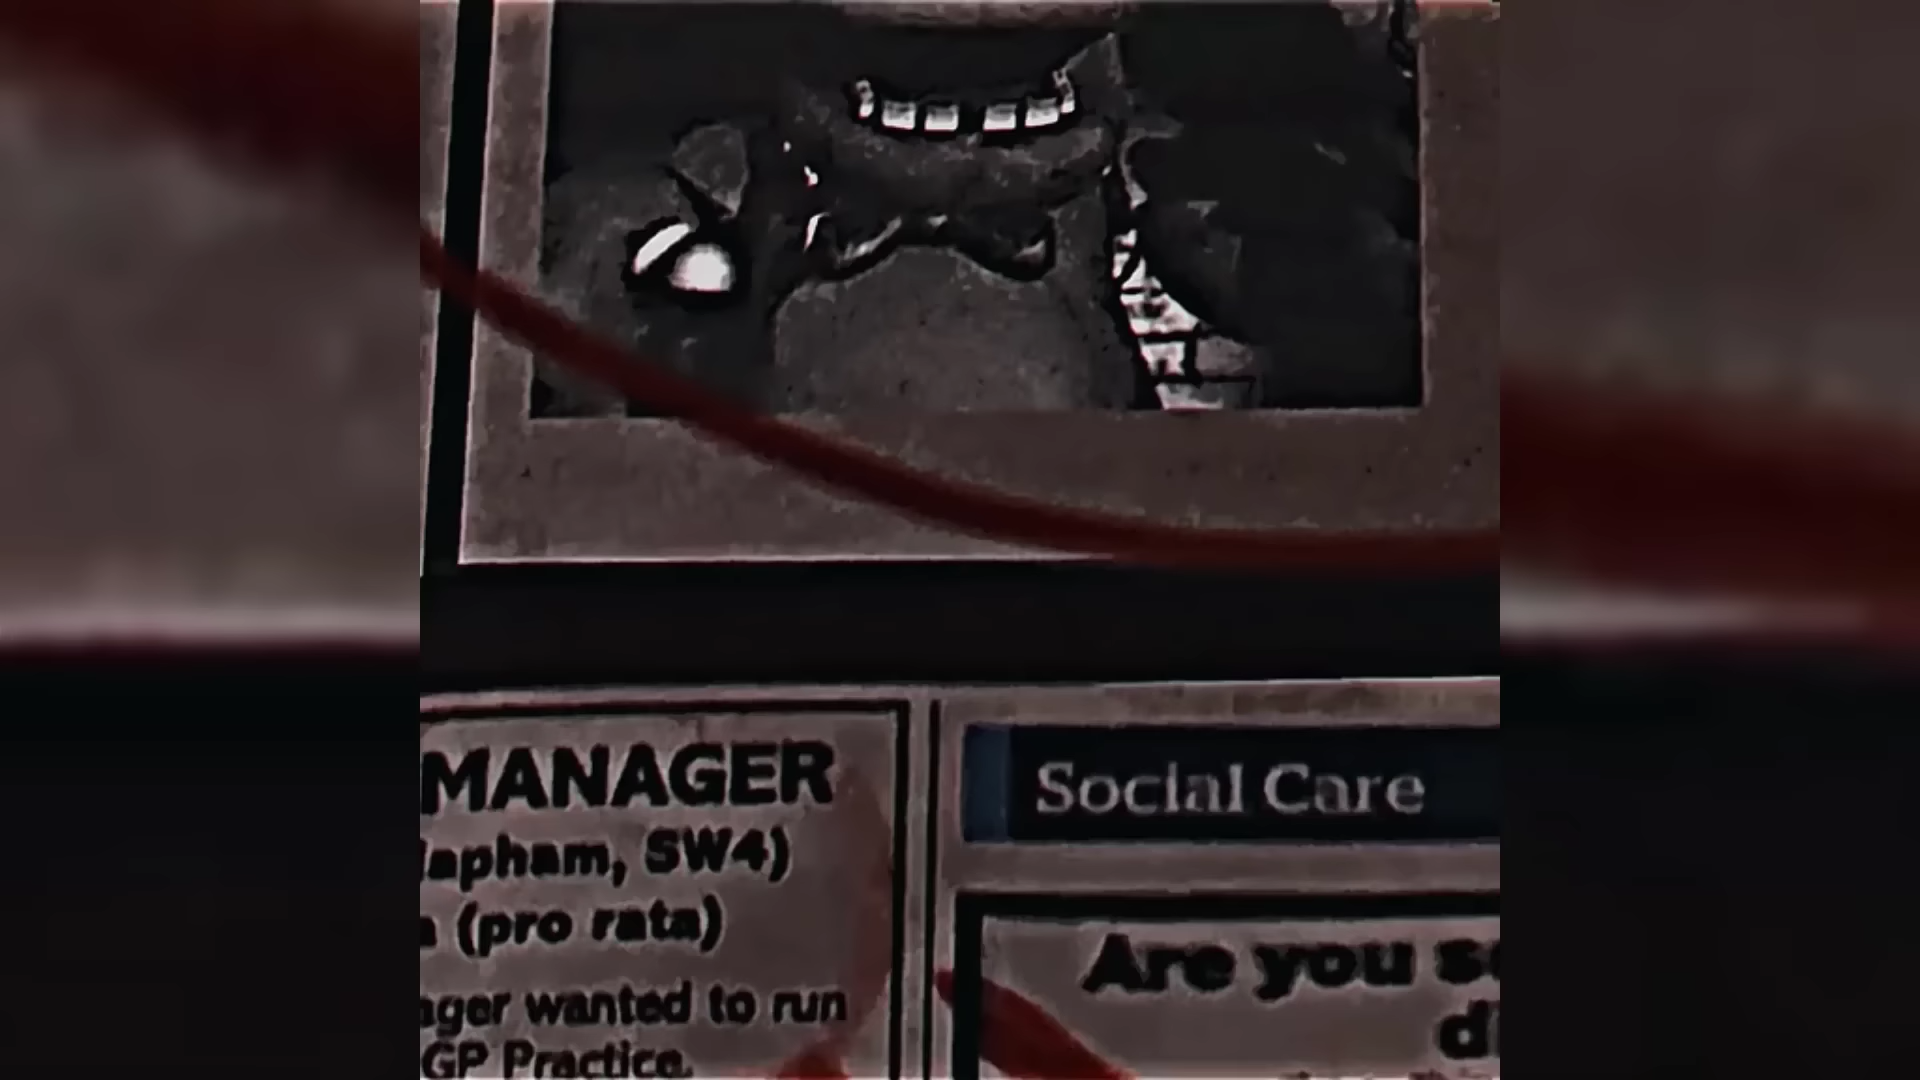 MANAGER
lapham, SW4)
(pro rata)
ager wanted to run
GP Practice.
Social Care
Are you